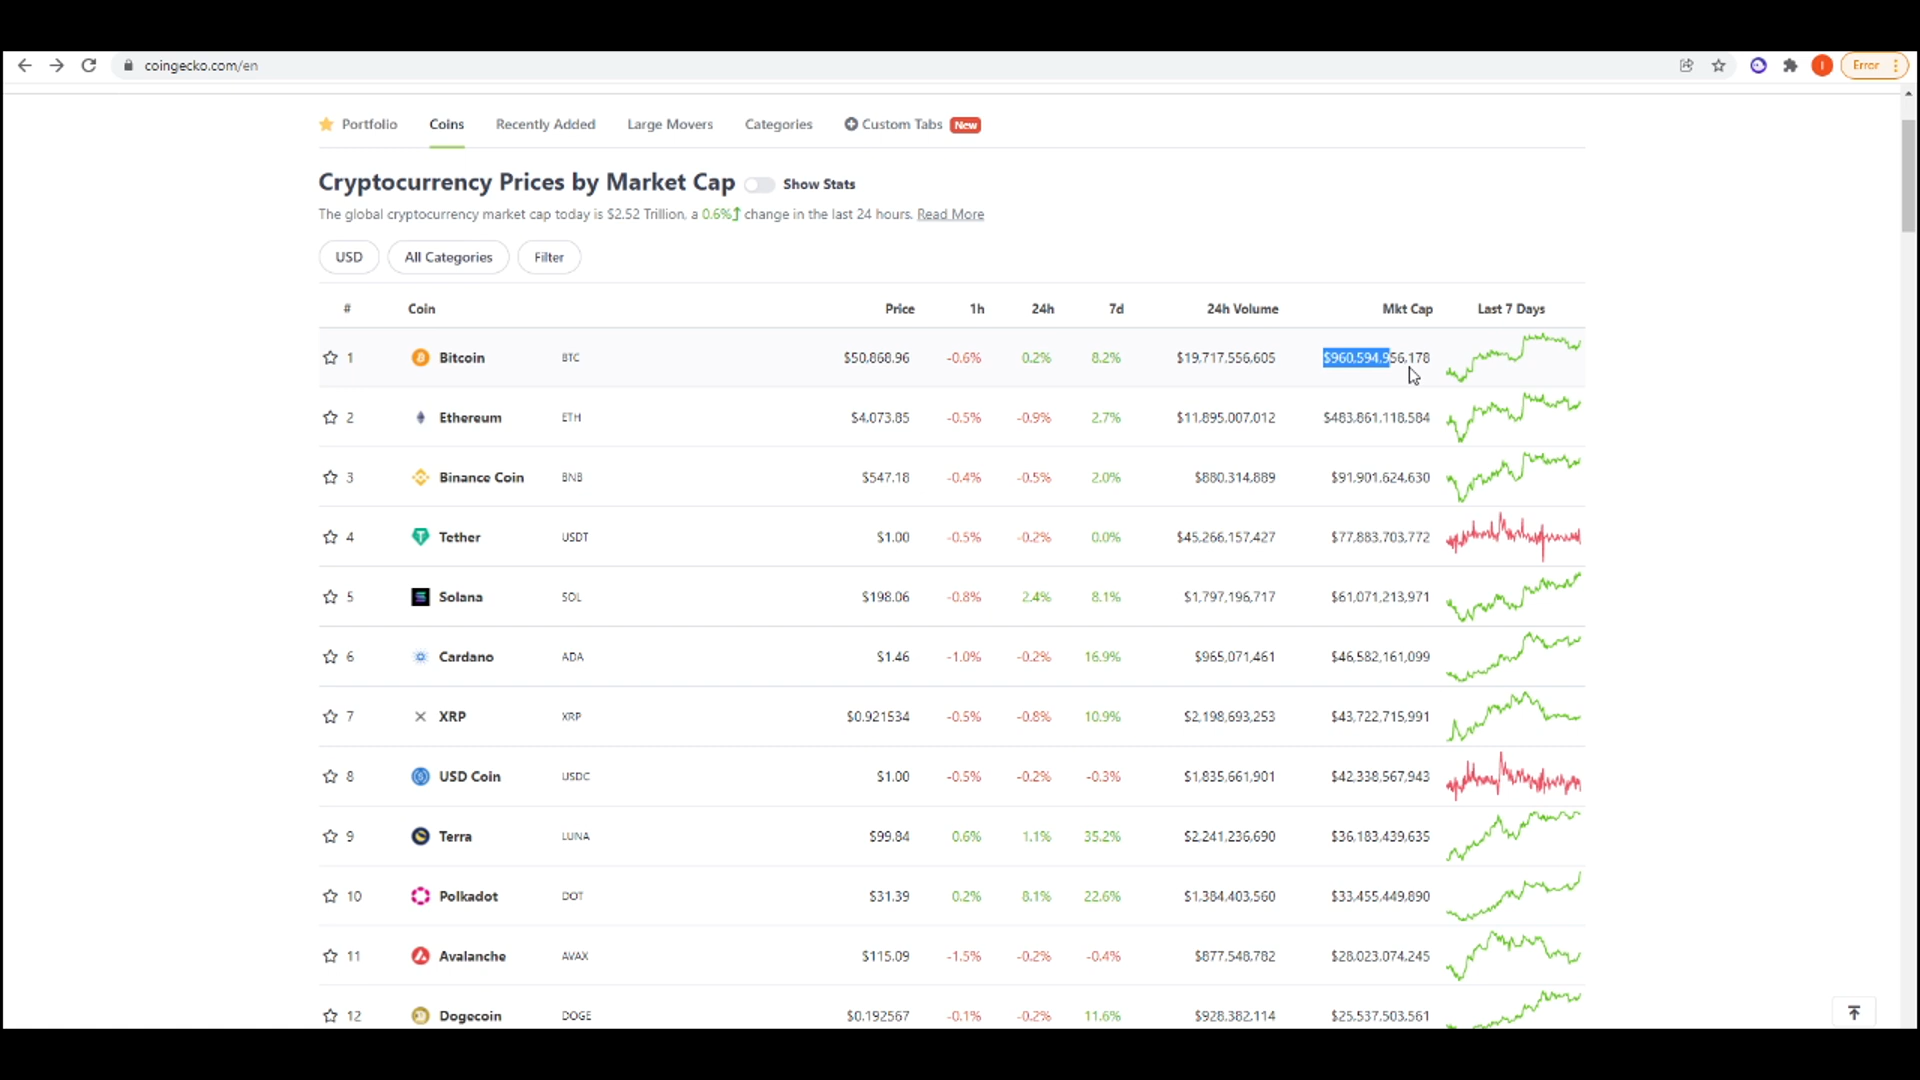 coingecko.com/en
Error
Portfolio Coins Recently Added Large Movers Categories Custom Tabs New
Cryptocurrency Prices by Market Cap Show Stats
The global cryptocurrency market cap today is $2.52 Trillion, a 0.6% change in the last 24 hours. Read More
USD All Categories Filter
# Coin Price 1h 24h 7d 24h Volume Mkt Cap Last 7 Days
1 Bitcoin BTC $50,868.96 -0.6% 0.2% 8.2% $19,717,556,605 $960,594,956,178
2 Ethereum ETH $4,073.85 -0.5% -0.9% 2.7% $11,895,007,012 $483,861,118,584
3 Binance Coin BNB $547.18 -0.4% -0.5% 2.0% $880,314,889 $91,901,624,630
4 Tether USDT $1.00 -0.5% -0.2% 0.0% $45,266,157,427 $77,883,703,772
5 Solana SOL $198.06 -0.8% 2.4% 8.1% $1,797,196,717 $61,071,213,971
6 Cardano ADA $1.46 -1.0% -0.2% 16.9% $965,071,461 $46,582,161,099
7 XRP XRP $0.921534 -0.5% -0.8% 10.9% $2,198,693,253 $43,722,715,991
8 USD Coin USDC $1.00 -0.5% -0.2% -0.3% $1,835,661,901 $42,338,567,943
9 Terra LUNA $99.84 0.6% 1.1% 35.2% $2,241,236,690 $36,183,439,635
10 Polkadot DOT $31.39 0.2% 8.1% 22.6% $1,384,403,560 $33,455,449,890
11 Avalanche AVAX $115.09 -1.5% -0.2% -0.4% $877,548,782 $28,023,074,245
12 Dogecoin DOGE $0.192567 -0.1% -0.2% 11.6% $928,382,114 $25,537,503,561